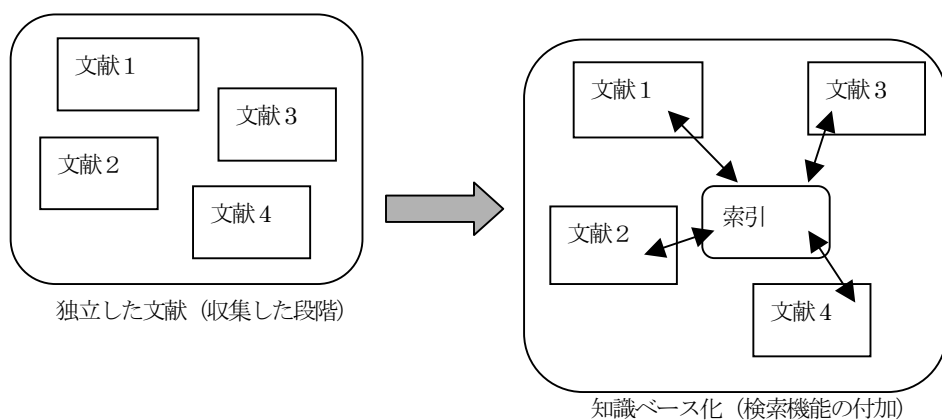 文献１
文献３
文献２
文献４
独立した文献（収集した段階）
文献１
文献３
索引
文献２
文献４
知識ベース化（検索機能の付加）